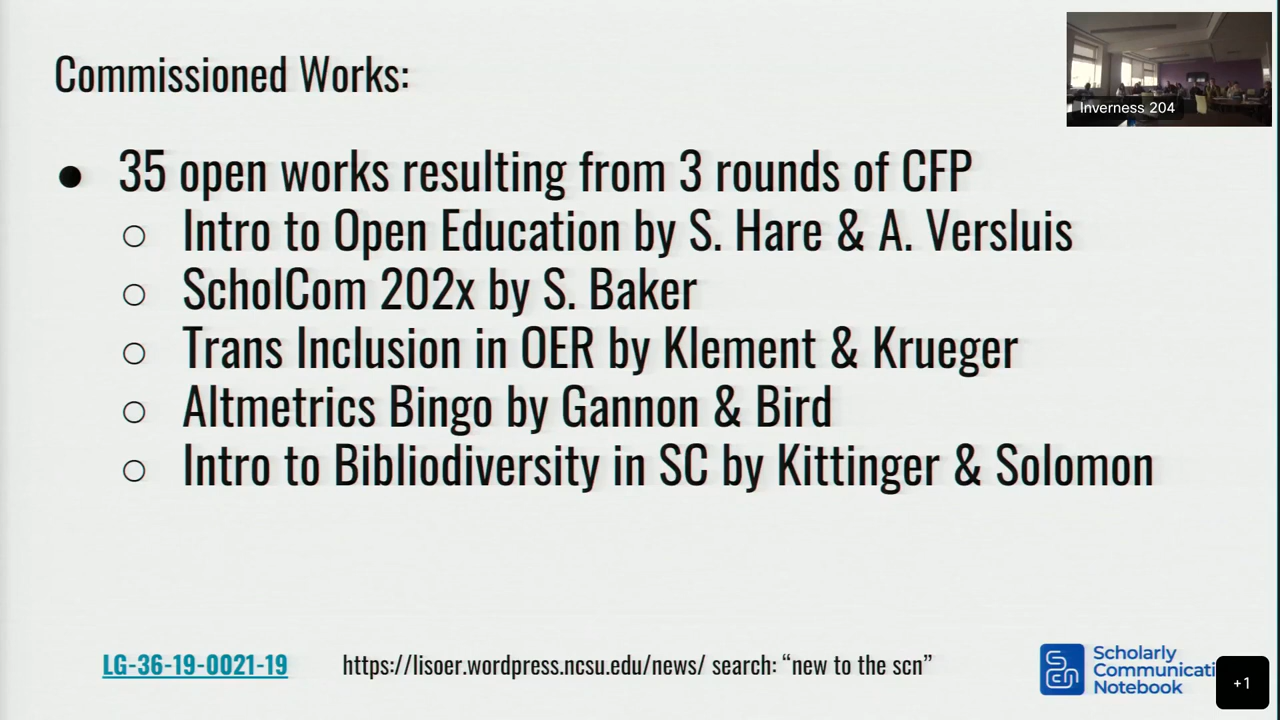 Commissioned Works:
Inverness 204
● 35 open works resulting from 3 rounds of CFP
○ Intro to Open Education by S. Hare & A. Versluis
○ ScholCom 202x by S. Baker
○ Trans Inclusion in OER by Klement & Krueger
○ Altmetrics Bingo by Gannon & Bird
○ Intro to Bibliodiversity in SC by Kittinger & Solomon
LG-36-19-0021-19
https://lisoer.wordpress.ncsu.edu/news/ search: “new to the scn”
Scholarly
Communicati
Notebook
+1